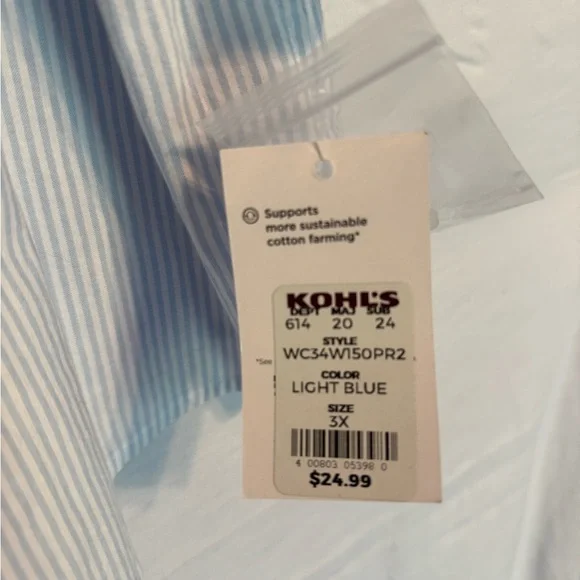 Supports
more sustainable
cotton farming*
KOHL'S
DEPT MAJ SUB
614 20 24
STYLE
WC34W150PR2
*See
COLOR
LIGHT BLUE
SIZE
3X
4 00803 05398 0
$24.99